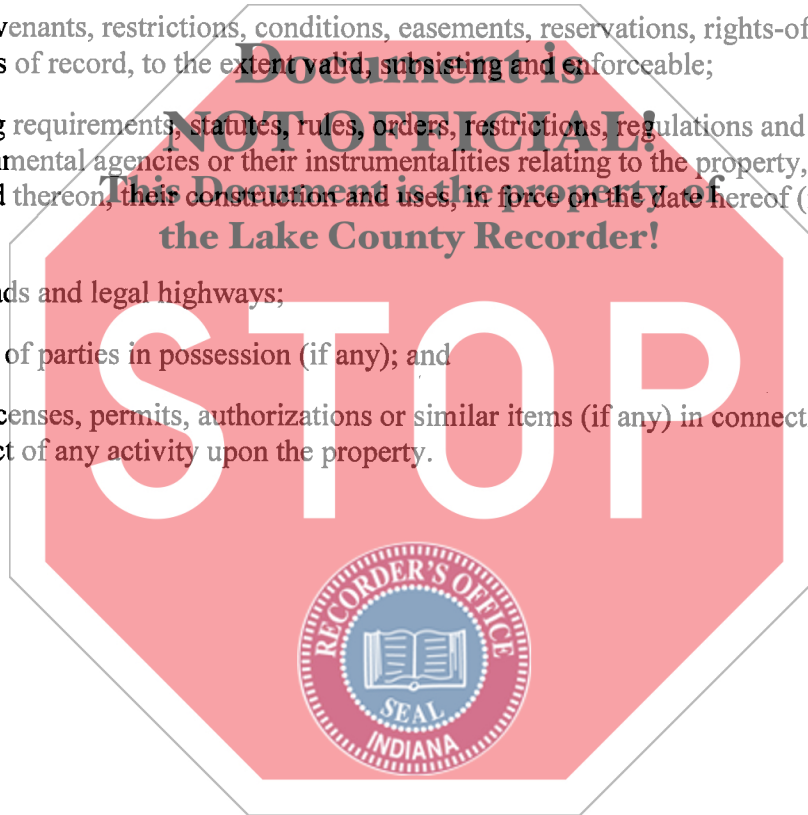 venants, restrictions, conditions, easements, reservations, rights-of
s of record, to the extent valid, subsisting and enforceable;
Document is
NOT OFFICIAL!
g requirements, statutes, rules, orders, restrictions, regulations and
nmental agencies or their instrumentalities relating to the property,
d thereon, their construction and uses, in force on the date hereof (
This Document is the property of
the Lake County Recorder!
ds and legal highways;
of parties in possession (if any); and
censes, permits, authorizations or similar items (if any) in connect
ct of any activity upon the property.
STOP
RECORDER'S OFFICE
SEAL
INDIANA